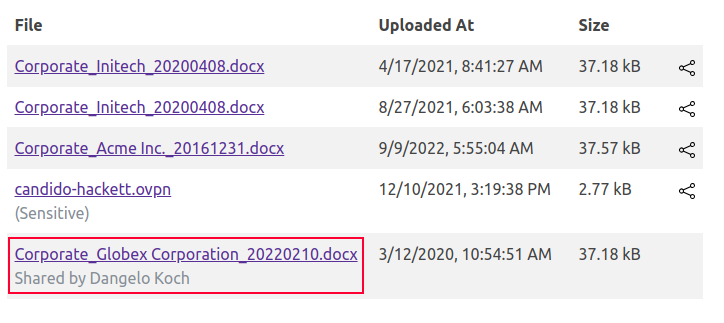 File Uploaded At Size
Corporate_Initech_20200408.docx 4/17/2021, 8:41:27 AM 37.18 kB
Corporate_Initech_20200408.docx 8/27/2021, 6:03:38 AM 37.18 kB
Corporate_Acme Inc._20161231.docx 9/9/2022, 5:55:04 AM 37.57 kB
candido-hackett.ovpn 12/10/2021, 3:19:38 PM 2.77 kB
(Sensitive)
Corporate_Globex Corporation_20220210.docx 3/12/2020, 10:54:51 AM 37.18 kB
Shared by Dangelo Koch